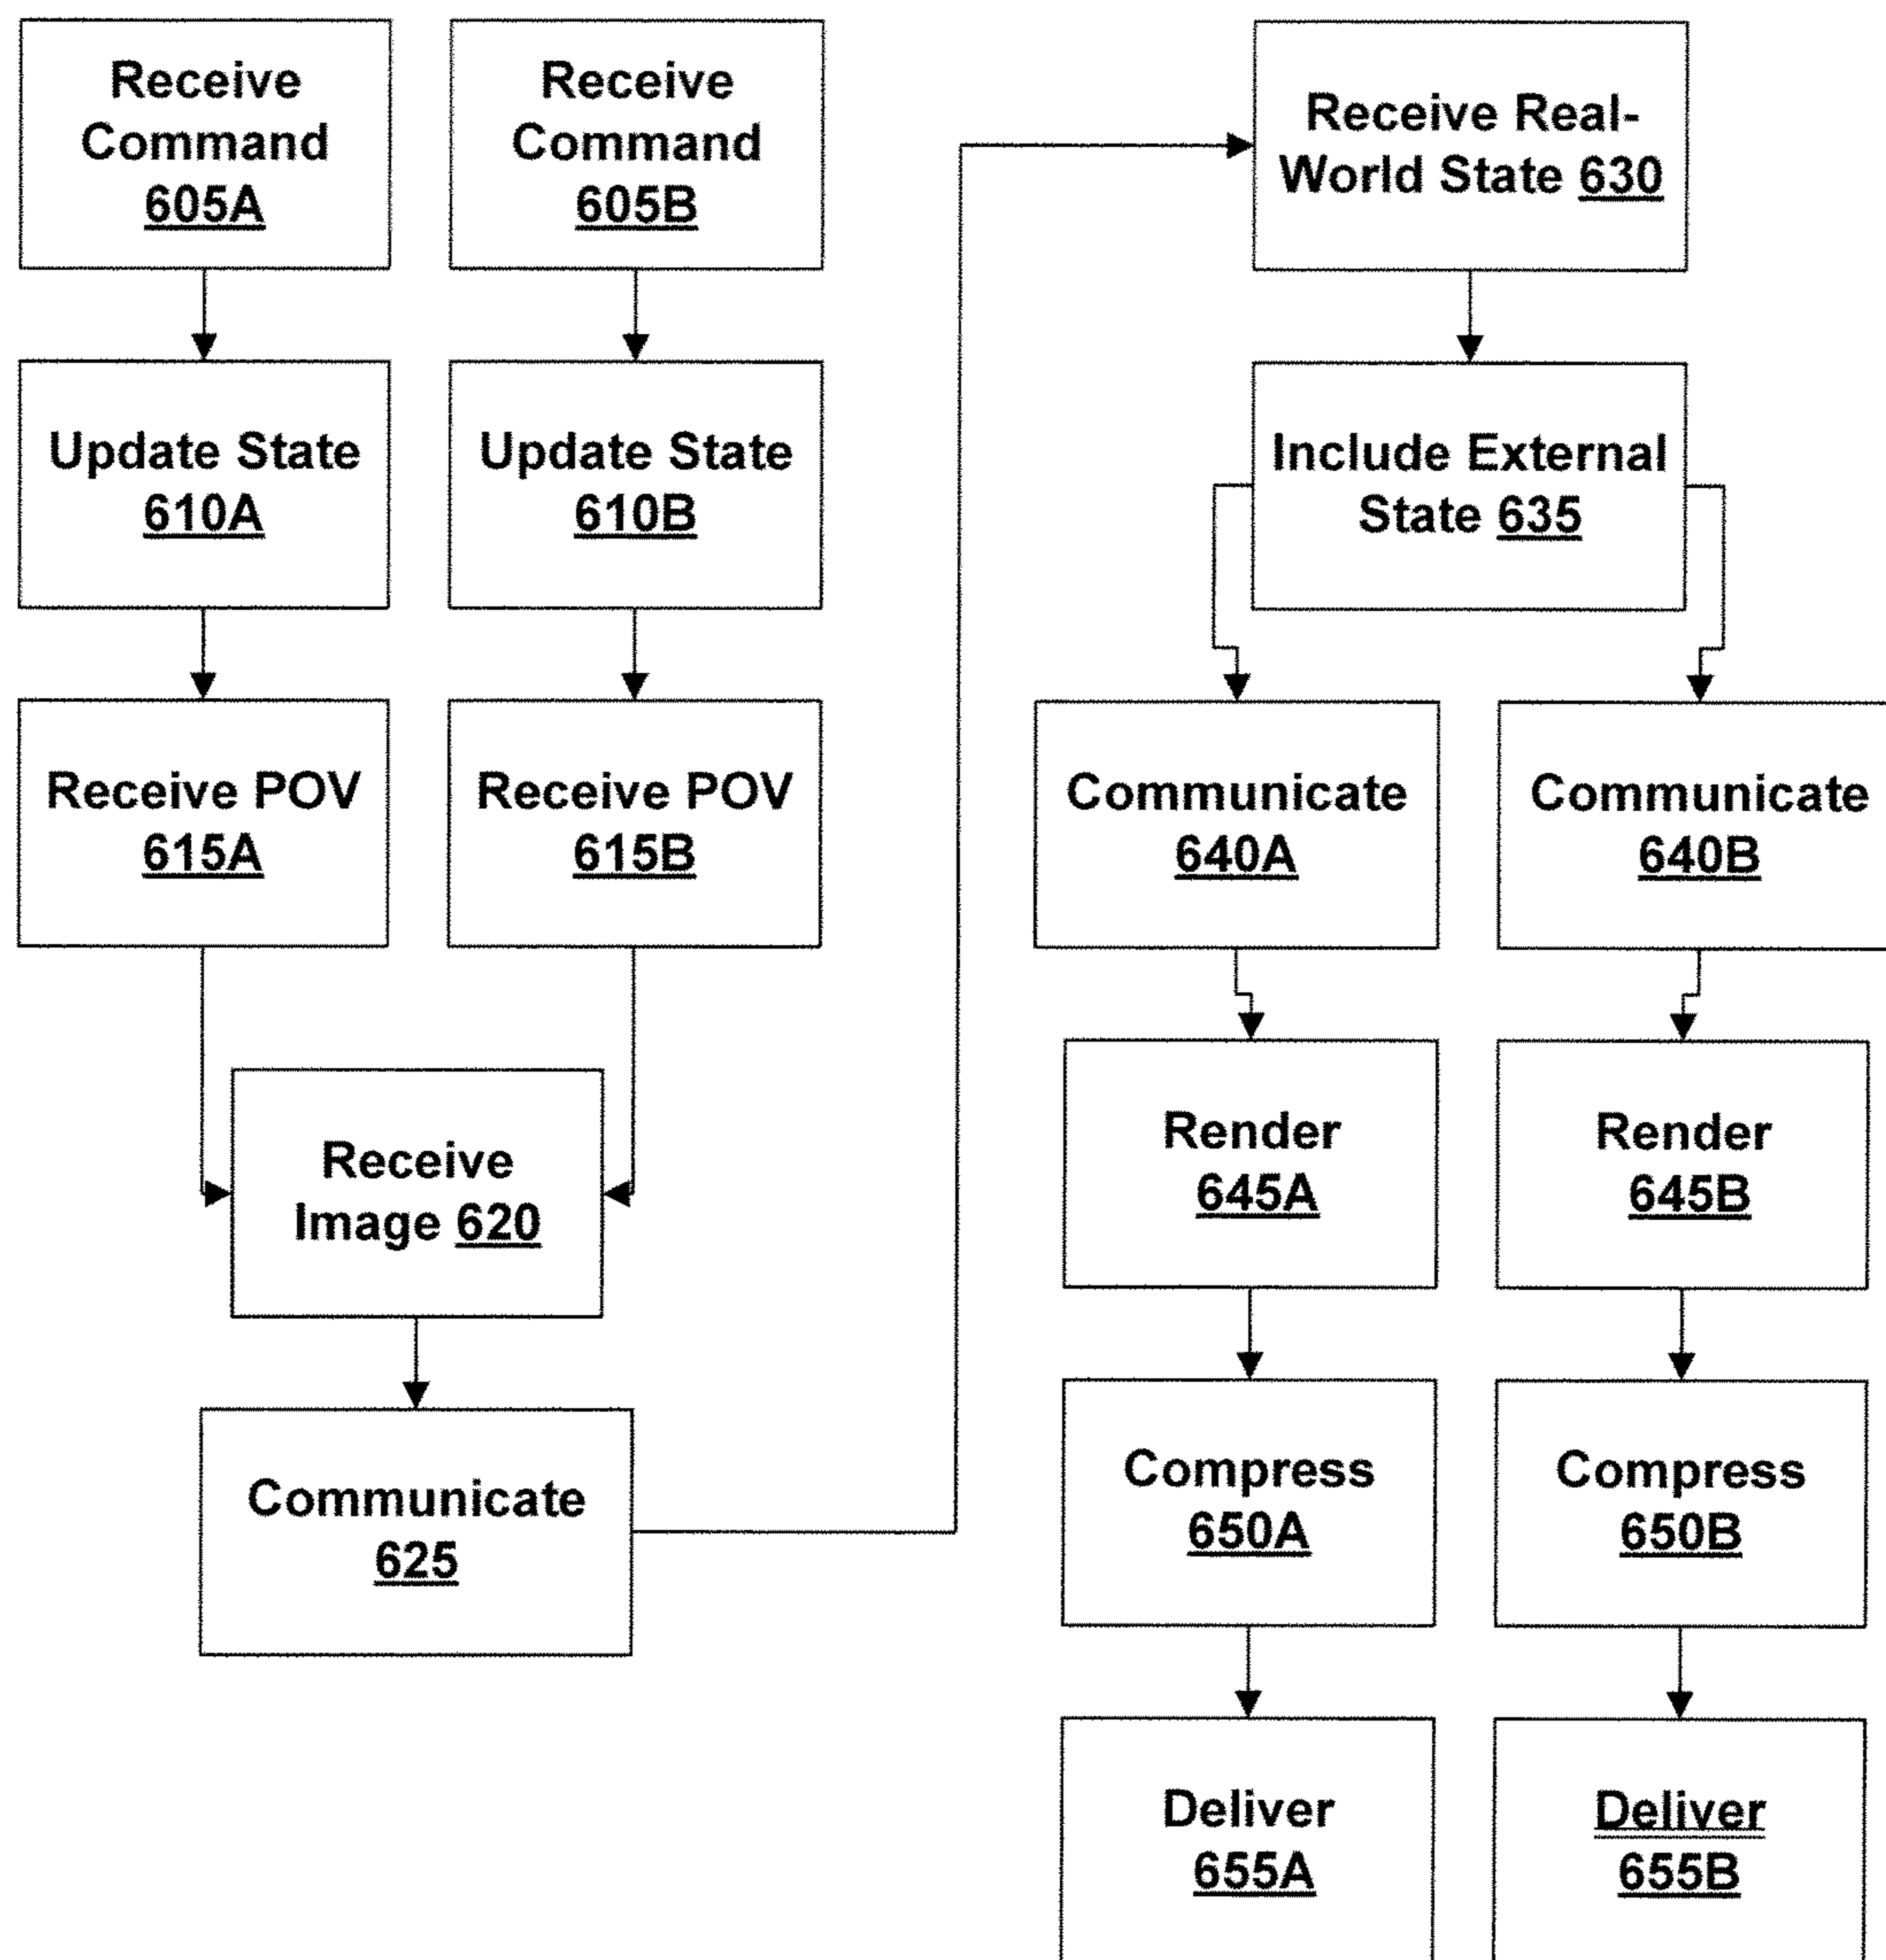 Receive
Command
605A
Receive
Command
605B
Update State
610A
Update State
610B
Receive POV
615A
Receive POV
615B
Receive
Image 620
Communicate
625
Receive Real-
World State 630
Include External
State 635
Communicate
640A
Communicate
640B
Render
645A
Render
645B
Compress
650A
Compress
650B
Deliver
655A
Deliver
655B